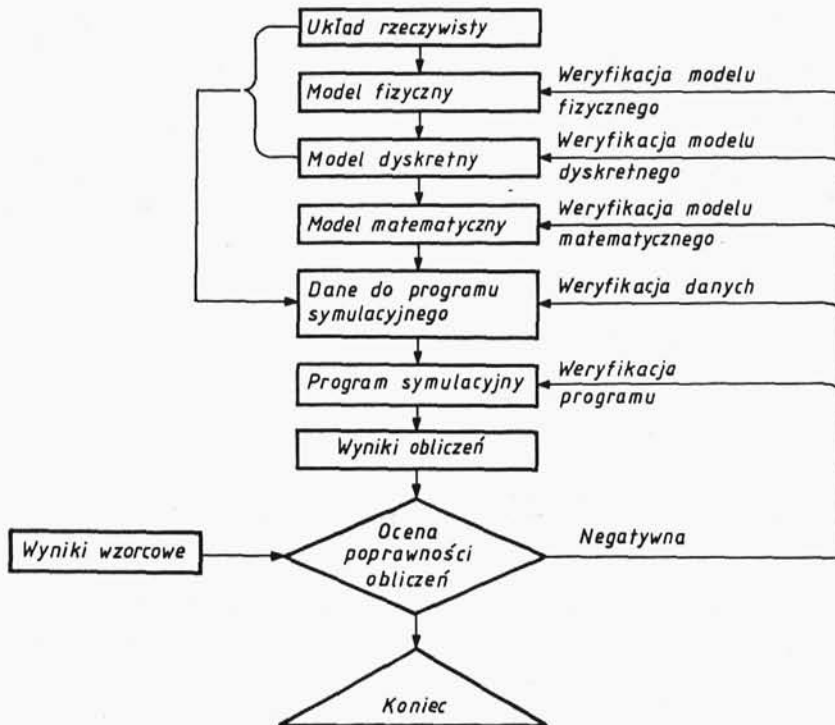 Układ rzeczywisty
Model fizyczny
Weryfikacja modelu
fizycznego
Model dyskretny
Weryfikacja modelu
dyskretnego
Model matematyczny
Weryfikacja modelu
matematycznego
Dane do programu
symulacyjnego
Weryfikacja danych
Program symulacyjny
Weryfikacja
programu
Wyniki obliczeń
Wyniki wzorcowe
Ocena
poprawności
obliczeń
Negatywna
Koniec